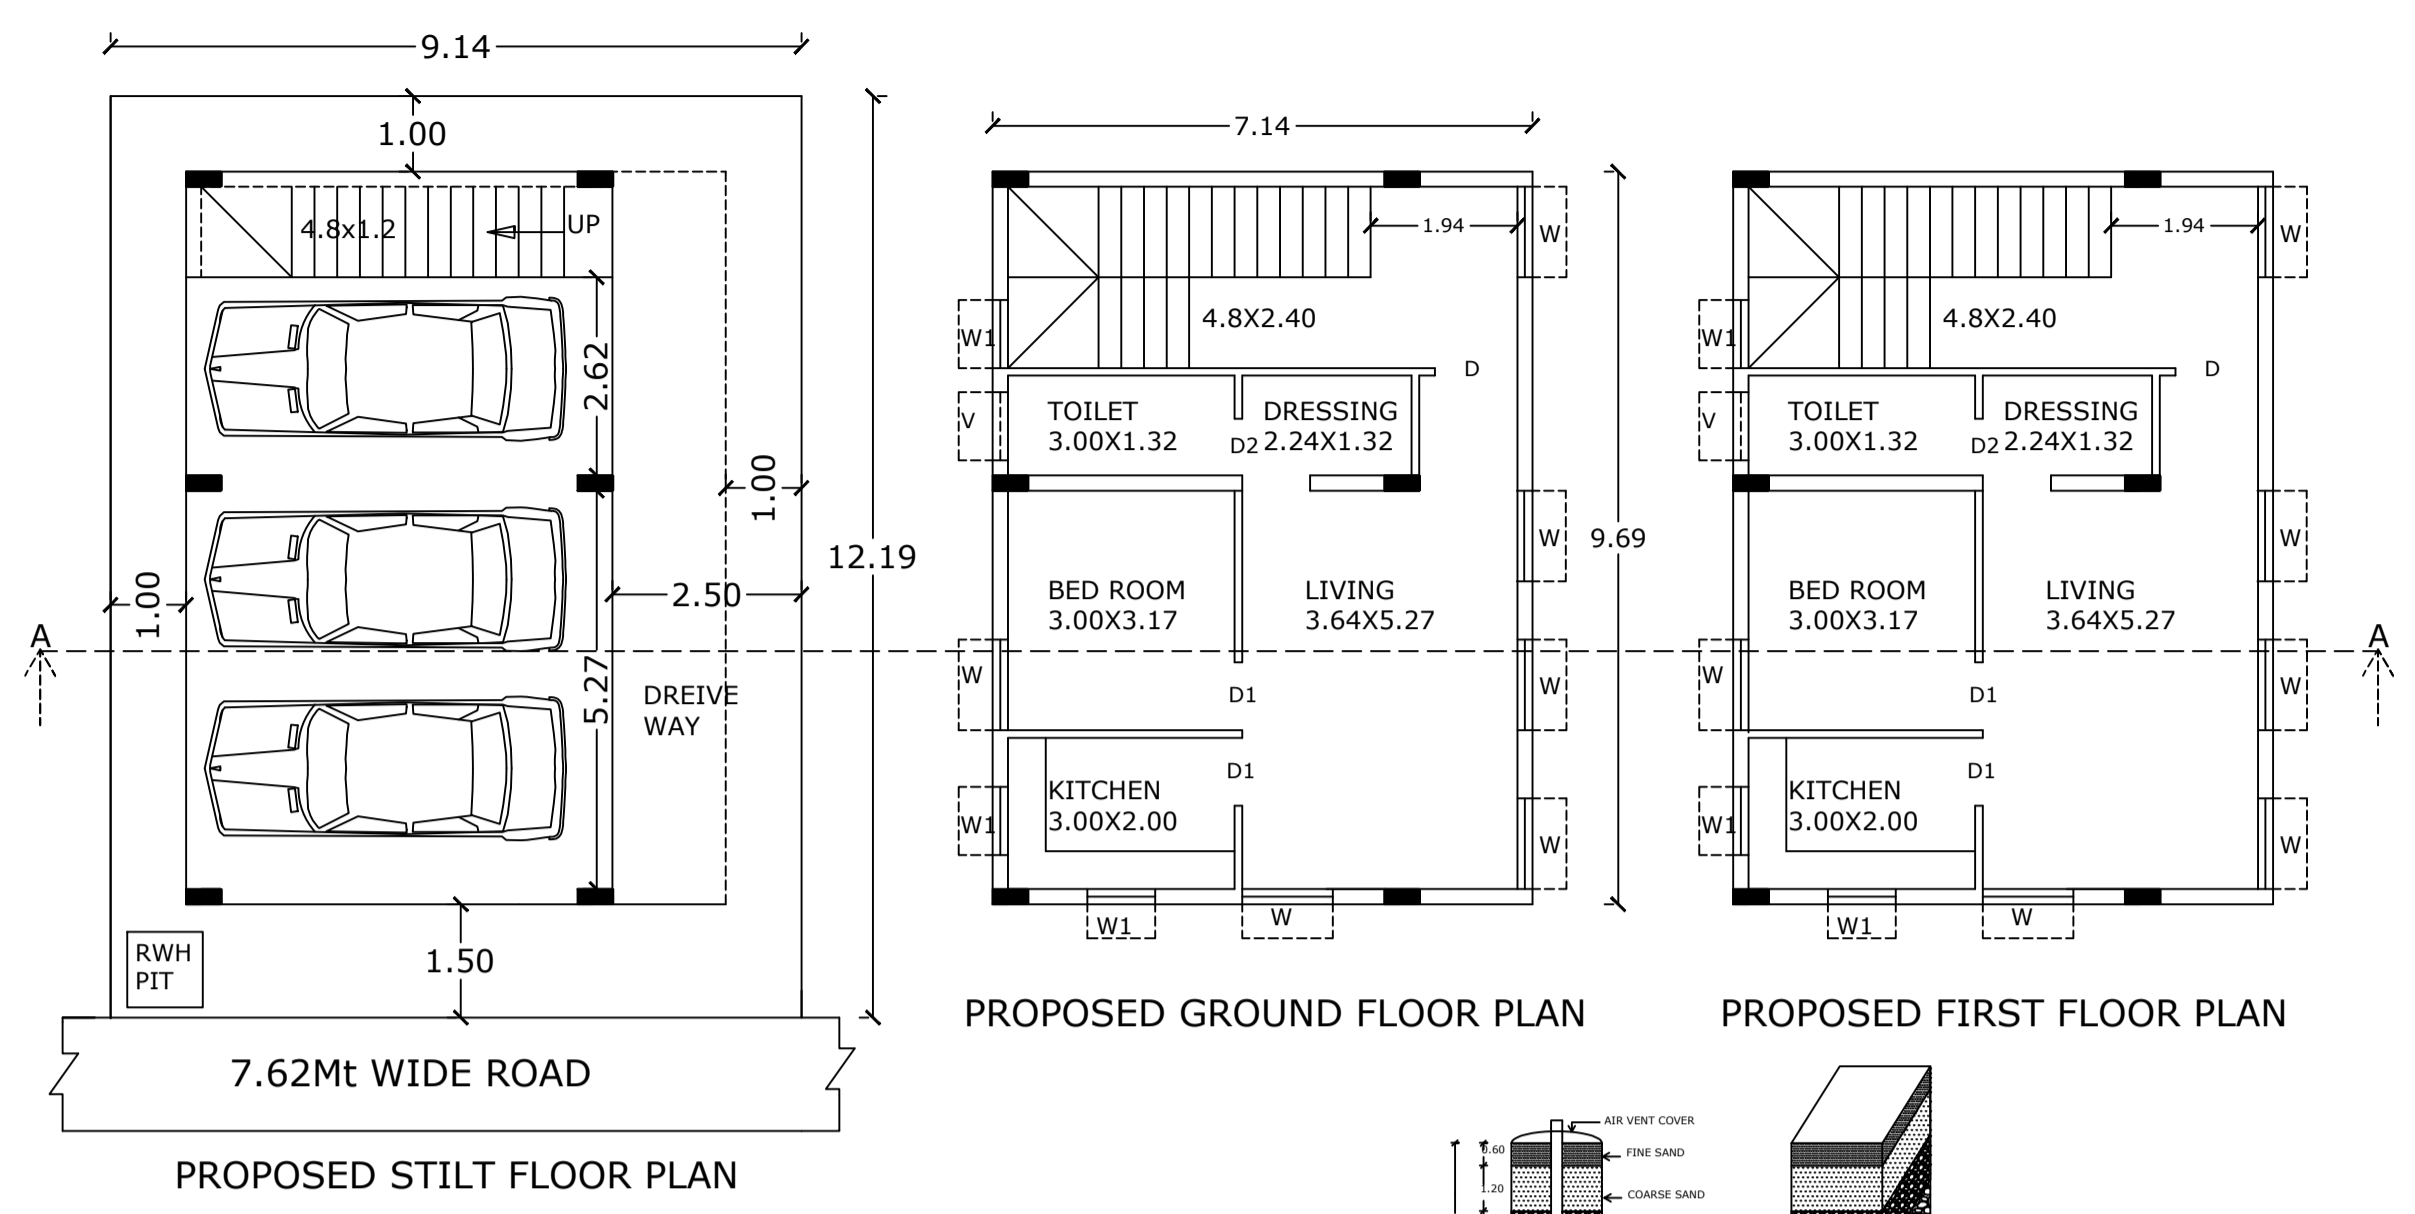 9.14
1.00
4.8x1.2
UP
2.62
1.00
12.19
1.00
2.50
5.27
DREIVE
WAY
A
RWH
PIT
1.50
7.62Mt WIDE ROAD
PROPOSED STILT FLOOR PLAN
7.14
1.94
W
W1
4.8X2.40
D
V
TOILET
3.00X1.32
D2
DRESSING
2.24X1.32
9.69
W
BED ROOM
3.00X3.17
LIVING
3.64X5.27
W
W
D1
D1
KITCHEN
3.00X2.00
W1
W
W1
W
PROPOSED GROUND FLOOR PLAN
1.94
W
W1
4.8X2.40
D
V
TOILET
3.00X1.32
D2
DRESSING
2.24X1.32
W
BED ROOM
3.00X3.17
LIVING
3.64X5.27
A
W
W
D1
D1
KITCHEN
3.00X2.00
W1
W
W1
W
PROPOSED FIRST FLOOR PLAN
AIR VENT COVER
0.60
FINE SAND
1.20
COARSE SAND